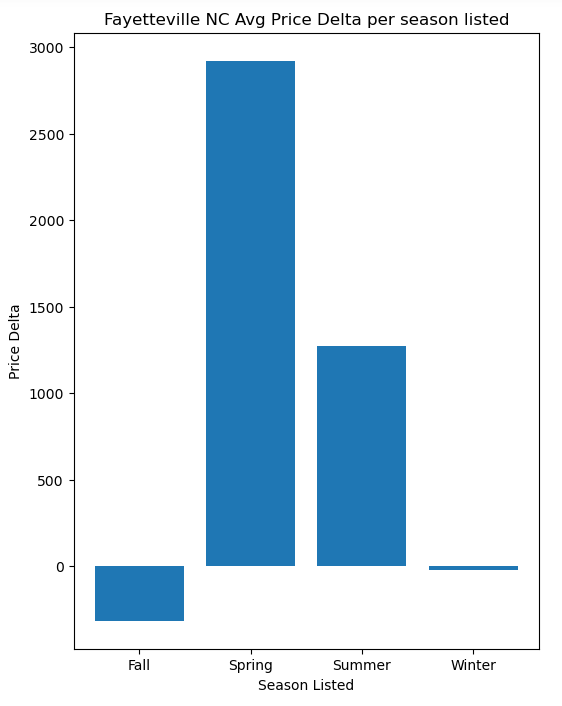 Fayetteville NC Avg Price Delta per season listed
3000
2500
2000
1500
1000
500
0
Price Delta
Fall Spring Summer Winter
Season Listed